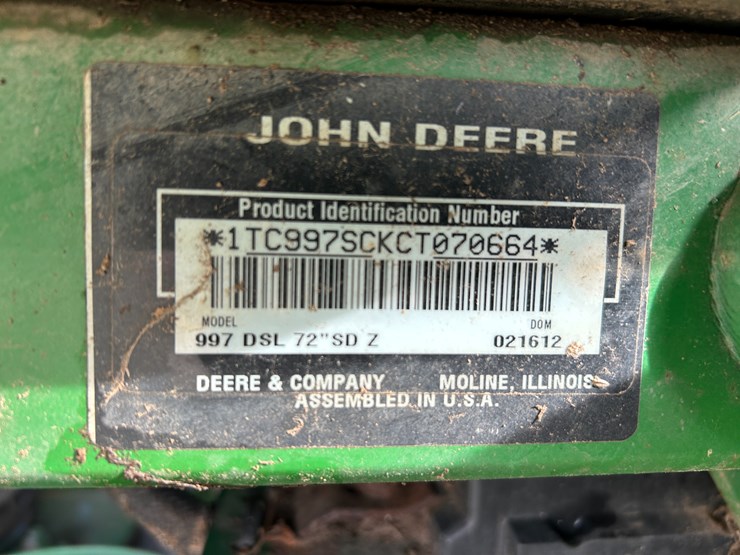 JOHN DEERE
Product Identification Number
*1TC997SCKCT070664*
MODEL DOM
997 DSL 72"SD Z 021612
DEERE & COMPANY MOLINE, ILLINOIS
ASSEMBLED IN U.S.A.